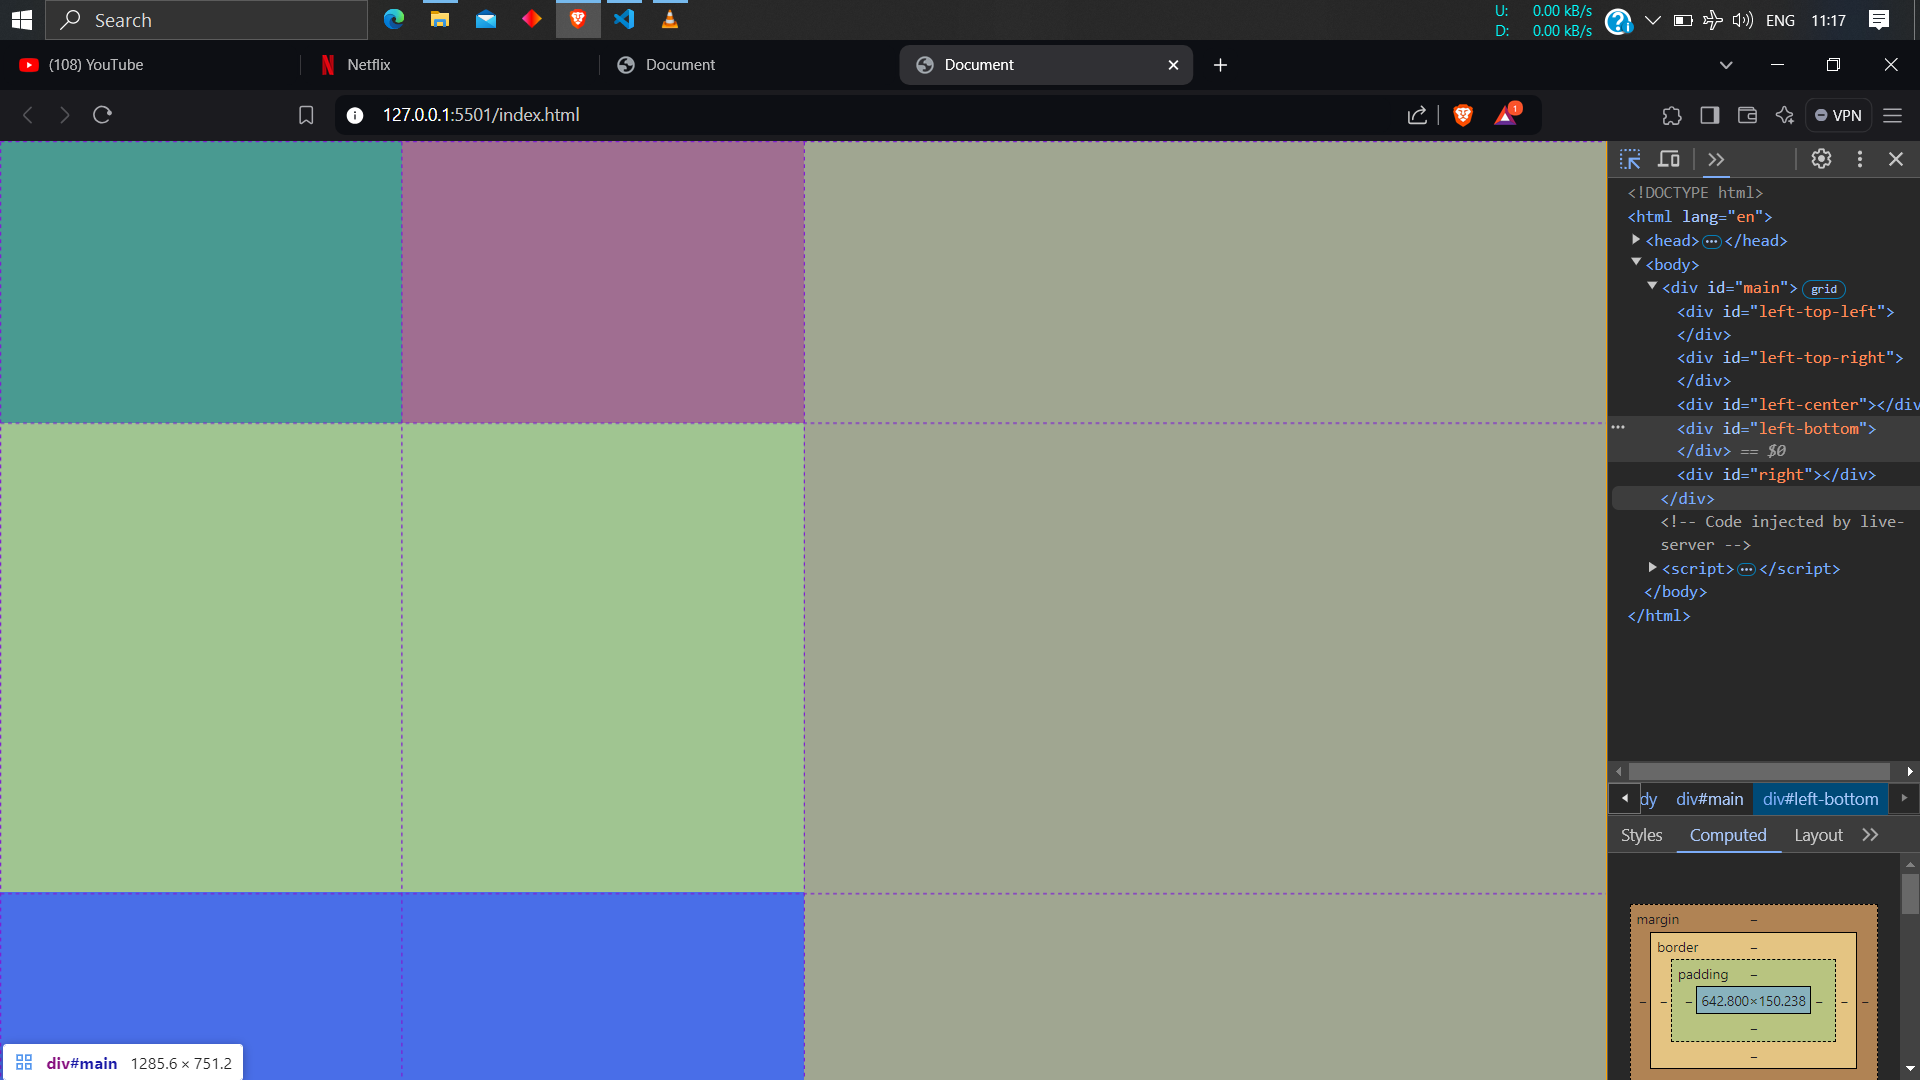 Search
U: 0.00 kB/s
D: 0.00 kB/s
ENG
11:17
(108) YouTube
Netflix
Document
Document
127.0.0.1:5501/index.html
1
VPN
<!DOCTYPE html>
<html lang="en">
<head>…</head>
<body>
<div id="main"> grid
<div id="left-top-left">
</div>
<div id="left-top-right">
</div>
<div id="left-center"></div
<div id="left-bottom">
</div> == $0
<div id="right"></div>
</div>
<!-- Code injected by live-
server -->
<script>…</script>
</body>
</html>
dy div#main div#left-bottom
Styles Computed Layout
margin –
border –
padding –
– – – 642.800×150.238 – – –
–
–
div#main 1285.6 × 751.2